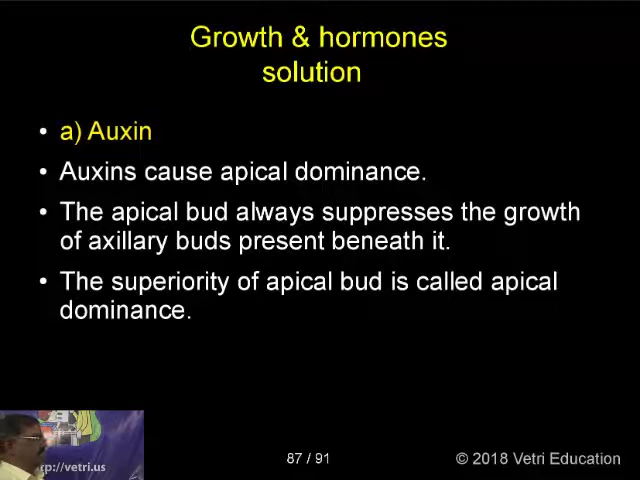 Growth & hormones
solution
• a) Auxin
• Auxins cause apical dominance.
• The apical bud always suppresses the growth
of axillary buds present beneath it.
• The superiority of apical bud is called apical
dominance.
p://vetri.us
87 / 91
© 2018 Vetri Education